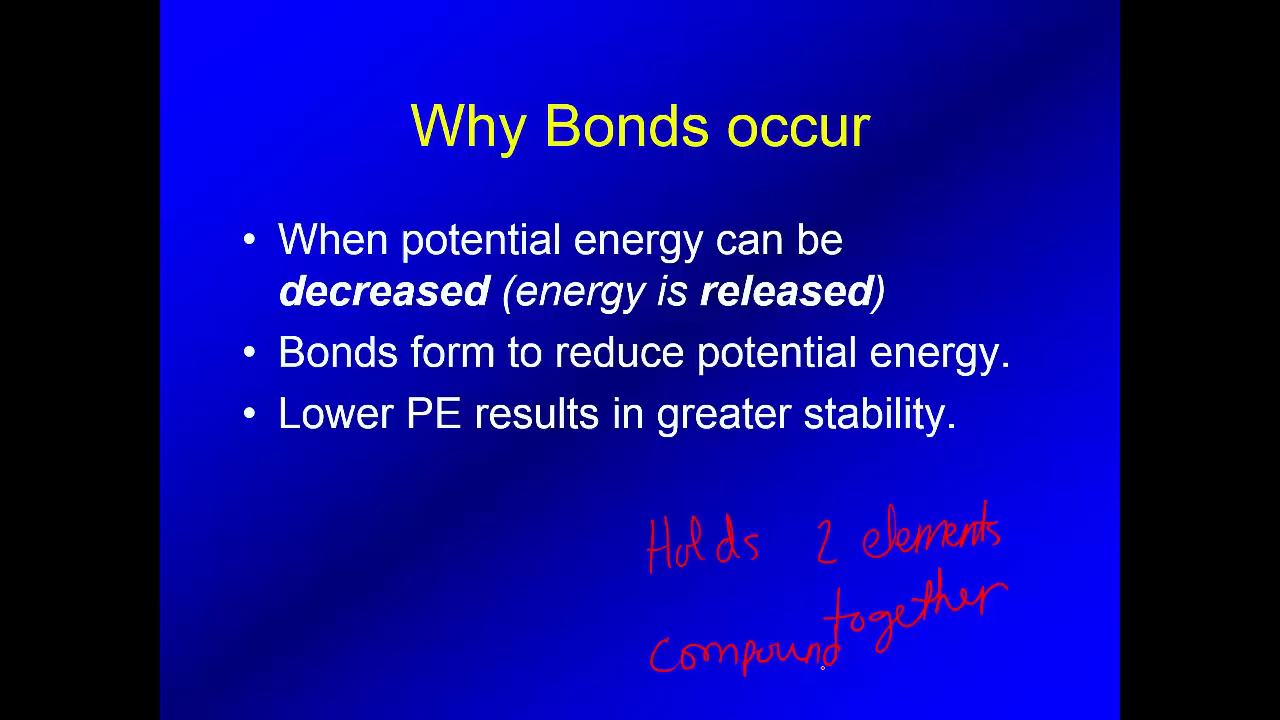 Why Bonds occur
• When potential energy can be
decreased (energy is released)
• Bonds form to reduce potential energy.
• Lower PE results in greater stability.
Holds 2 elements
together
compound